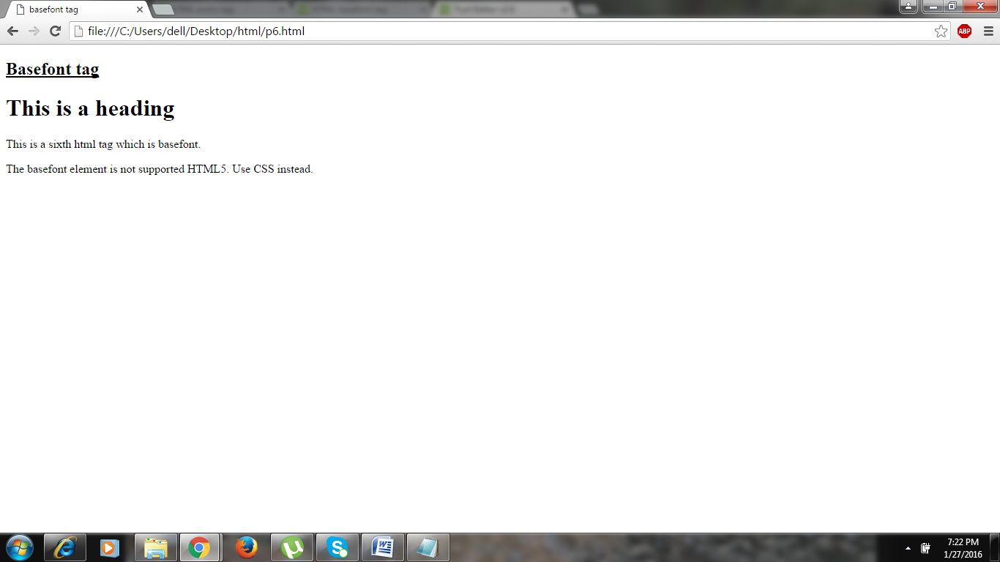 basefont tag
file:///C:/Users/dell/Desktop/html/p6.html
ABP
Basefont tag
This is a heading
This is a sixth html tag which is basefont.
The basefont element is not supported HTML5. Use CSS instead.
7:22 PM
1/27/2016